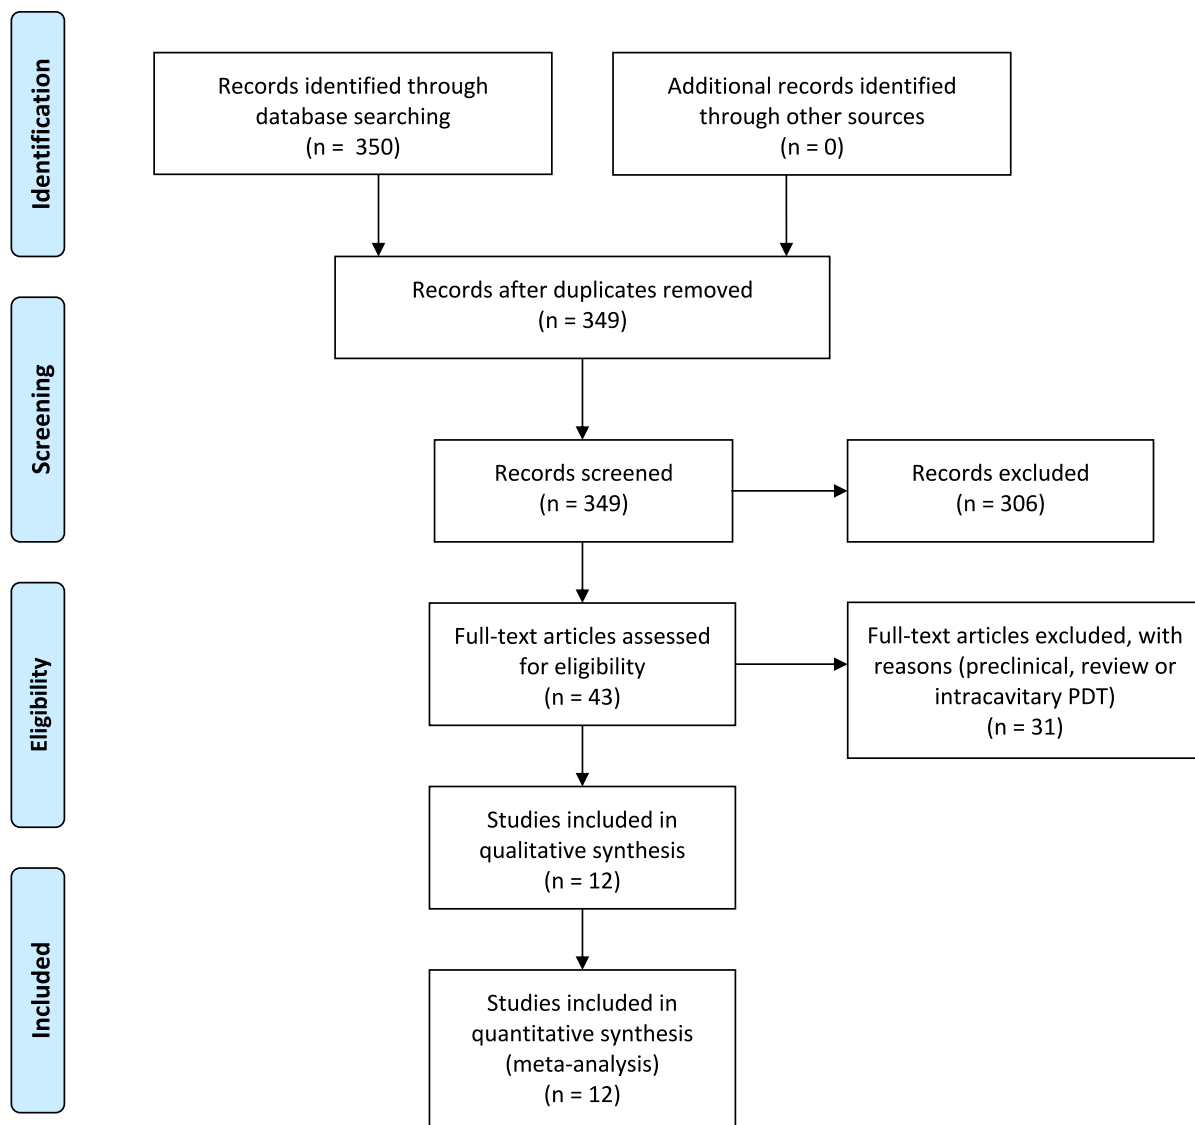 Identification
Records identified through
database searching
(n =  350)
Additional records identified
through other sources
(n = 0)
Records after duplicates removed
(n = 349)
Screening
Records screened
(n = 349)
Records excluded
(n = 306)
Eligibility
Full-text articles assessed
for eligibility
(n = 43)
Full-text articles excluded, with
reasons (preclinical, review or
intracavitary PDT)
(n = 31)
Studies included in
qualitative synthesis
(n = 12)
Included
Studies included in
quantitative synthesis
(meta-analysis)
(n = 12)